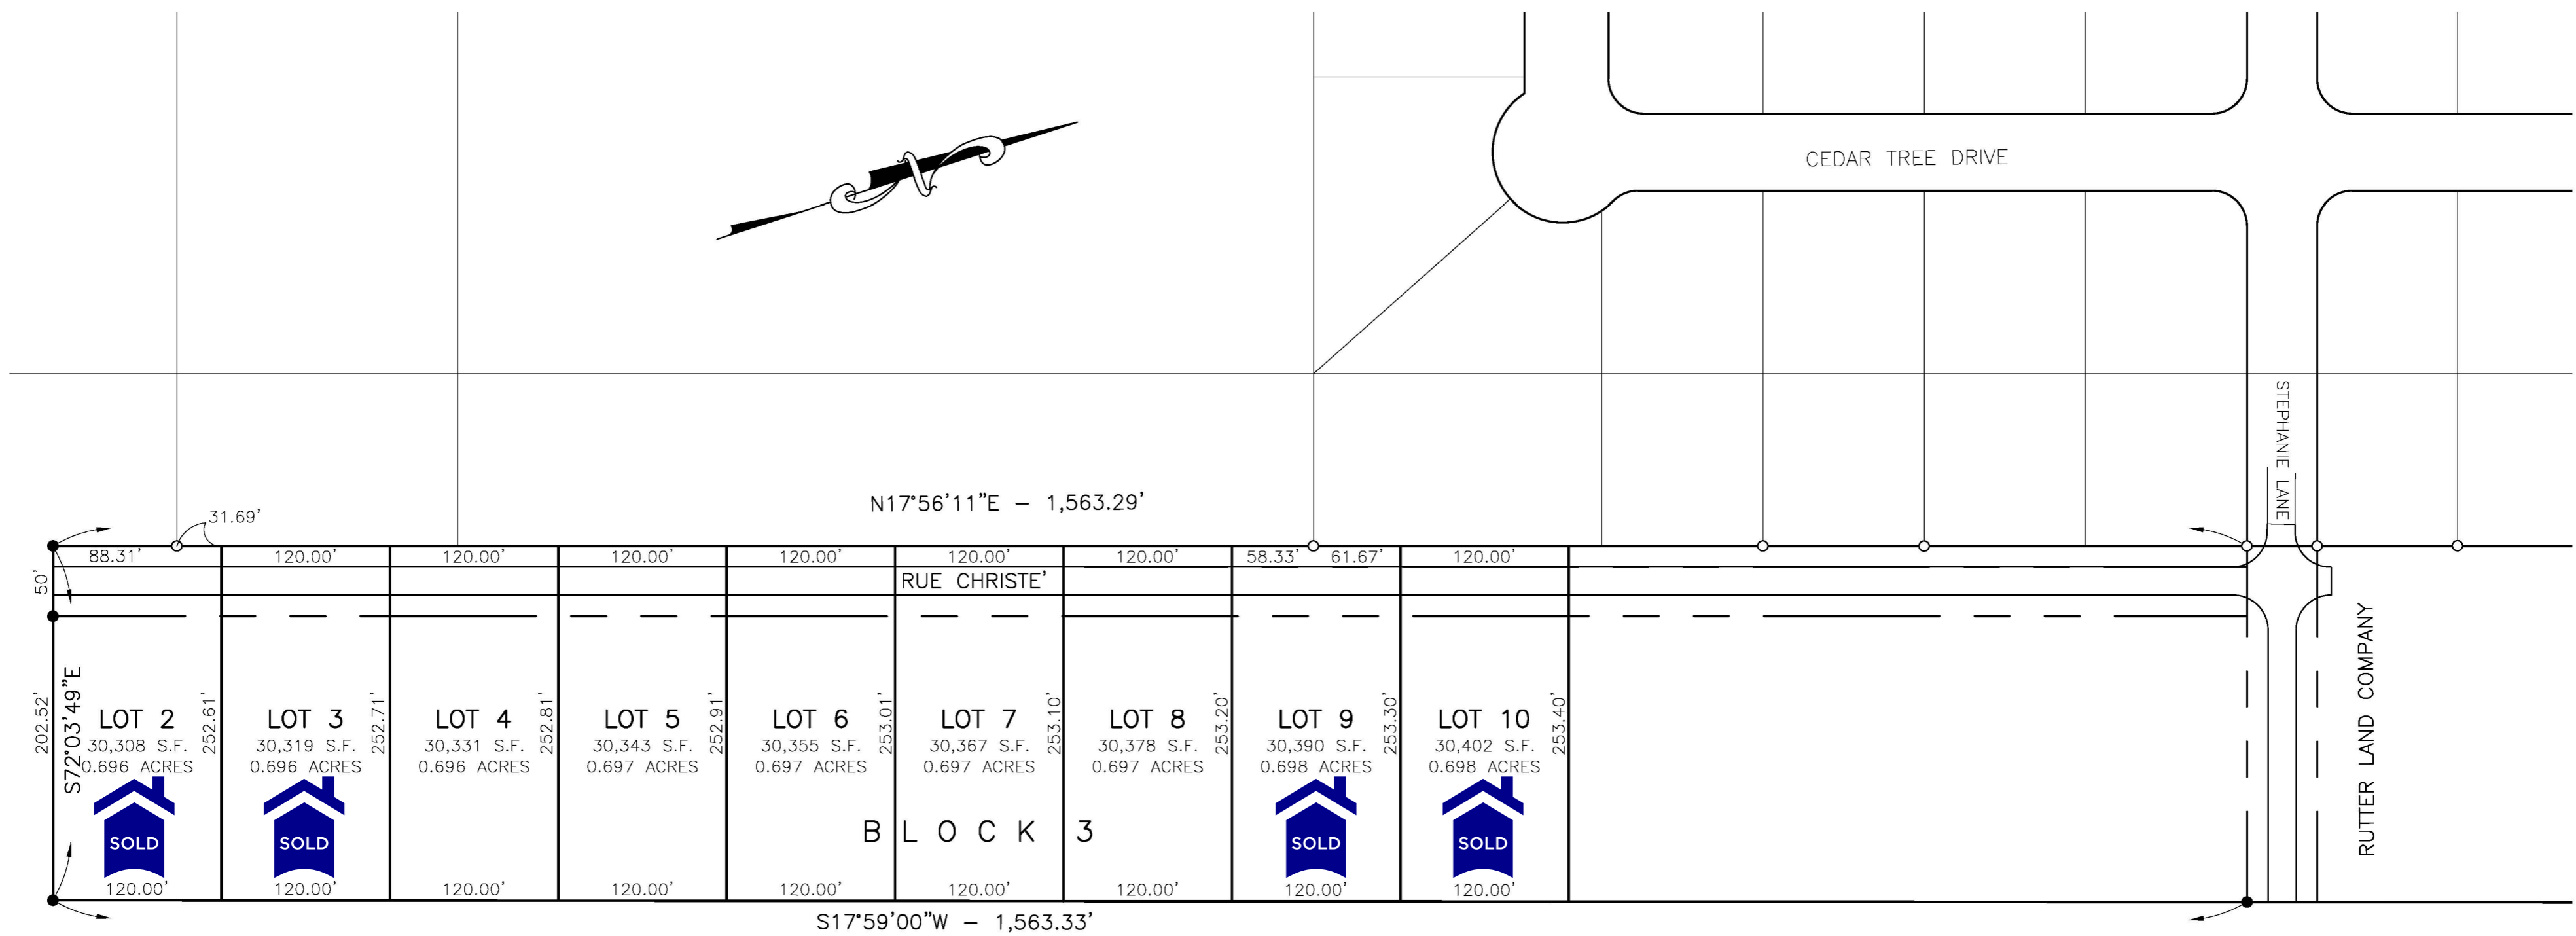 CEDAR TREE DRIVE
STEPHANIE LANE
N17°56'11"E – 1,563.29'
31.69'
88.31'
120.00'
120.00'
120.00'
120.00'
120.00'
120.00'
58.33'
61.67'
120.00'
50'
RUE CHRISTE'
202.52'
S72°03'49"E
LOT 2
30,308 S.F.
0.696 ACRES
252.61'
SOLD
LOT 3
30,319 S.F.
0.696 ACRES
252.71'
SOLD
LOT 4
30,331 S.F.
0.696 ACRES
252.81'
LOT 5
30,343 S.F.
0.697 ACRES
252.91'
LOT 6
30,355 S.F.
0.697 ACRES
253.01'
LOT 7
30,367 S.F.
0.697 ACRES
253.10'
LOT 8
30,378 S.F.
0.697 ACRES
253.20'
LOT 9
30,390 S.F.
0.698 ACRES
253.30'
SOLD
LOT 10
30,402 S.F.
0.698 ACRES
253.40'
SOLD
BLOCK 3
RUTTER LAND COMPANY
120.00'
120.00'
120.00'
120.00'
120.00'
120.00'
120.00'
120.00'
120.00'
S17°59'00"W – 1,563.33'
N